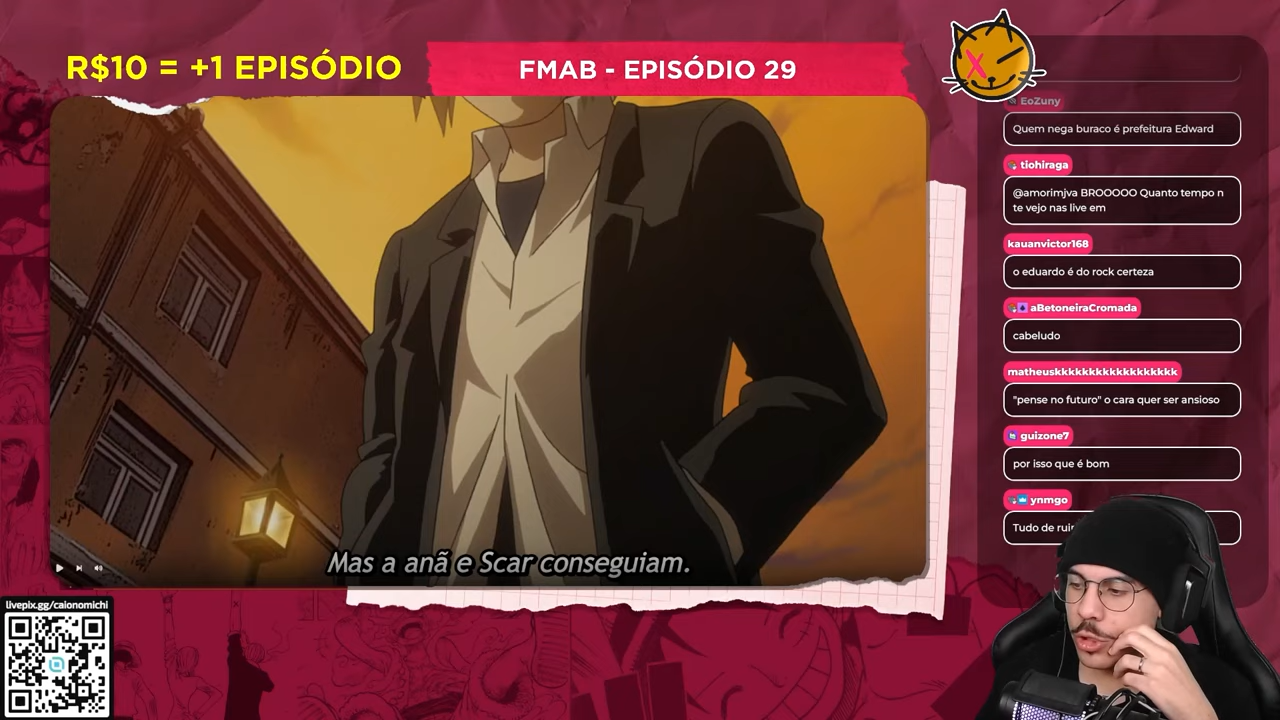 R$10 = +1 EPISÓDIO
FMAB - EPISÓDIO 29
EoZuny
Quem nega buraco é prefeitura Edward
tiohiraga
@amorimjva BROOOOO Quanto tempo n
te vejo nas live em
kauanvictor168
o eduardo é do rock certeza
aBetoneiraCromada
cabeludo
matheuskkkkkkkkkkkkkkkkkkk
"pense no futuro" o cara quer ser ansioso
guizone7
por isso que é bom
ynmgo
Tudo de
Mas a anã e Scar conseguiam.
livepix.gg/caionomichi